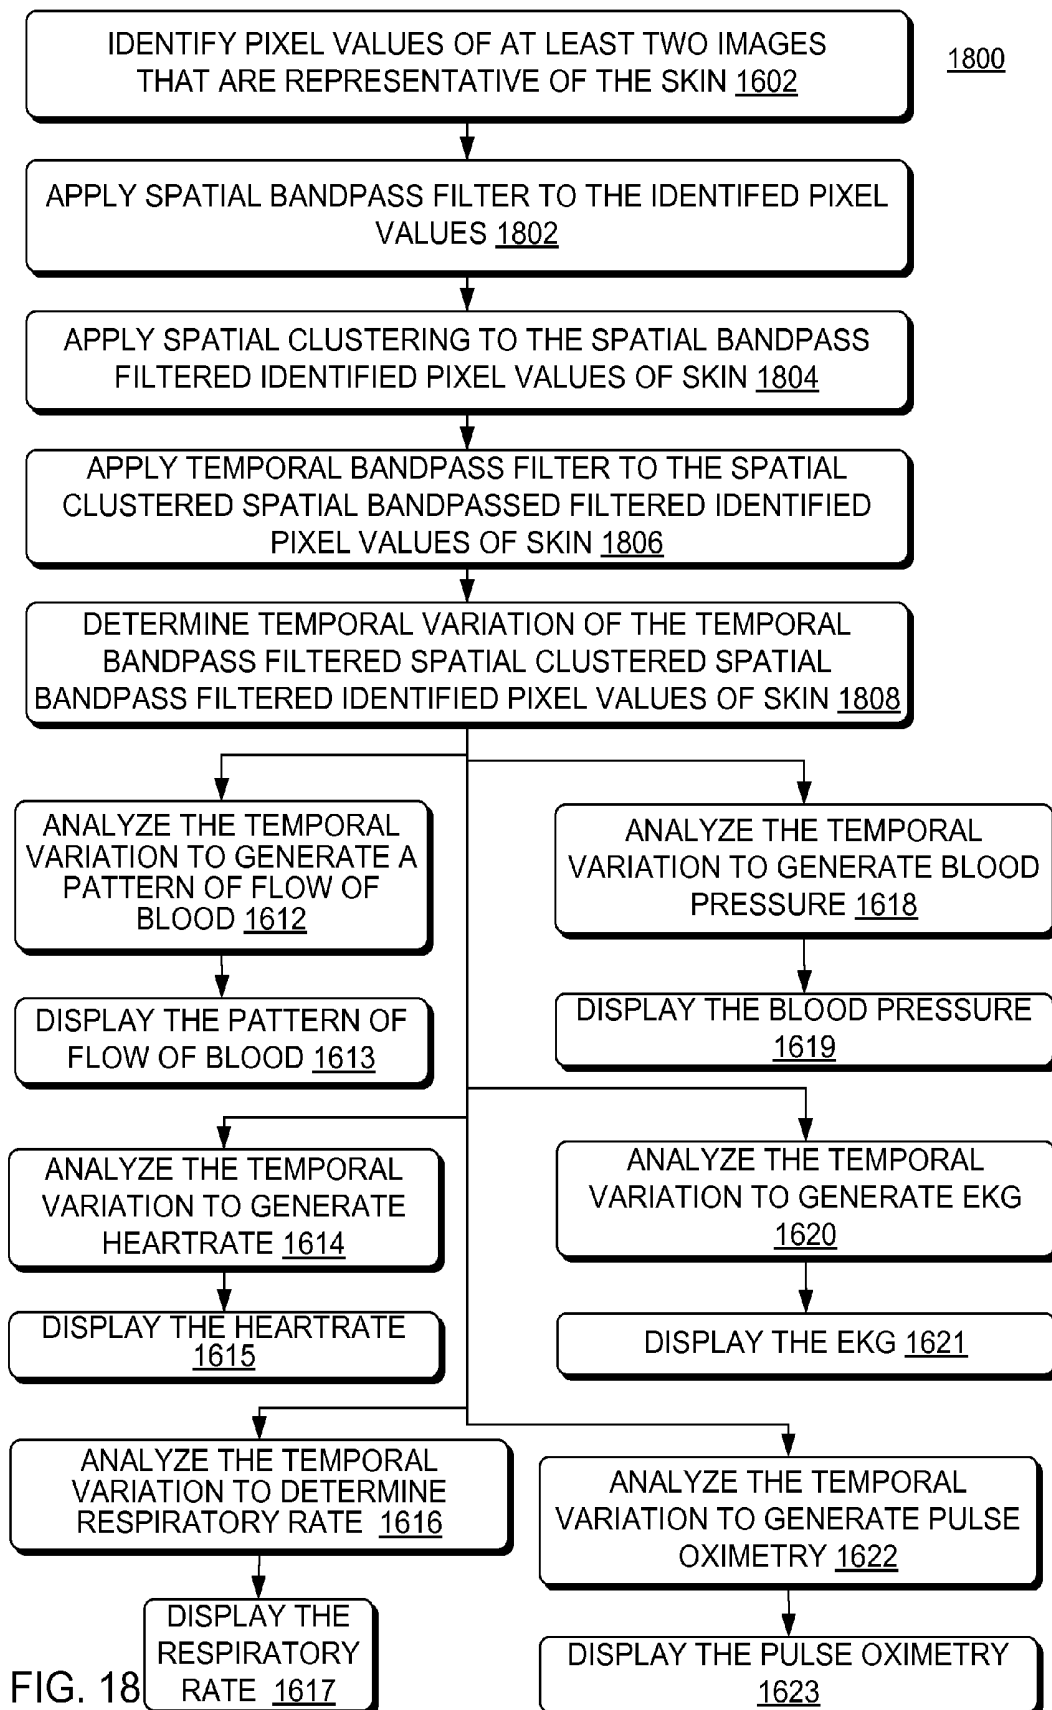 IDENTIFY PIXEL VALUES OF AT LEAST TWO IMAGES
THAT ARE REPRESENTATIVE OF THE SKIN 1602
1800
APPLY SPATIAL BANDPASS FILTER TO THE IDENTIFED PIXEL
VALUES 1802
APPLY SPATIAL CLUSTERING TO THE SPATIAL BANDPASS
FILTERED IDENTIFIED PIXEL VALUES OF SKIN 1804
APPLY TEMPORAL BANDPASS FILTER TO THE SPATIAL
CLUSTERED SPATIAL BANDPASSED FILTERED IDENTIFIED
PIXEL VALUES OF SKIN 1806
DETERMINE TEMPORAL VARIATION OF THE TEMPORAL
BANDPASS FILTERED SPATIAL CLUSTERED SPATIAL
BANDPASS FILTERED IDENTIFIED PIXEL VALUES OF SKIN 1808
ANALYZE THE TEMPORAL
VARIATION TO GENERATE A
PATTERN OF FLOW OF
BLOOD 1612
ANALYZE THE TEMPORAL
VARIATION TO GENERATE BLOOD
PRESSURE 1618
DISPLAY THE PATTERN OF
FLOW OF BLOOD 1613
DISPLAY THE BLOOD PRESSURE
1619
ANALYZE THE TEMPORAL
VARIATION TO GENERATE
HEARTRATE 1614
ANALYZE THE TEMPORAL
VARIATION TO GENERATE EKG
1620
DISPLAY THE HEARTRATE
1615
DISPLAY THE EKG 1621
ANALYZE THE TEMPORAL
VARIATION TO DETERMINE
RESPIRATORY RATE 1616
ANALYZE THE TEMPORAL
VARIATION TO GENERATE PULSE
OXIMETRY 1622
DISPLAY THE
RESPIRATORY
RATE 1617
DISPLAY THE PULSE OXIMETRY
1623
FIG. 18